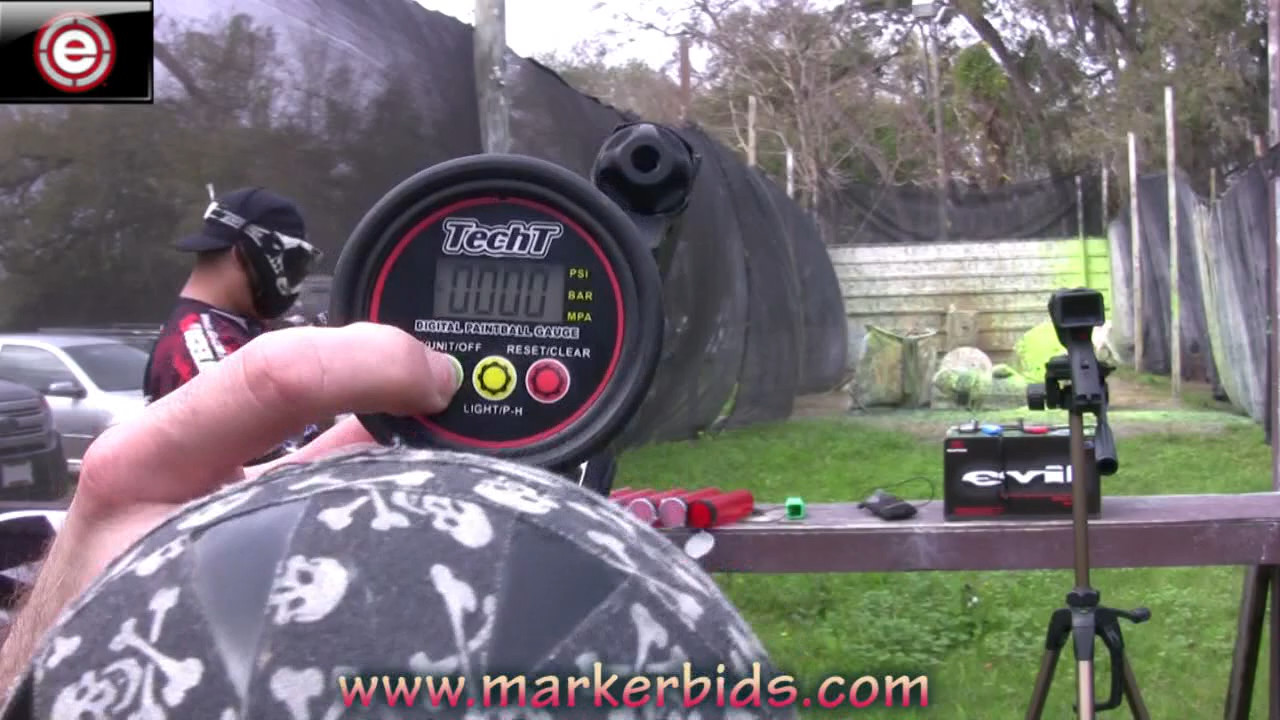 e
TechT
0000
PSI
BAR
MPA
DIGITAL PAINTBALL GAUGE
UNIT/OFF
RESET/CLEAR
LIGHT/P-H
evil
www.markerbids.com